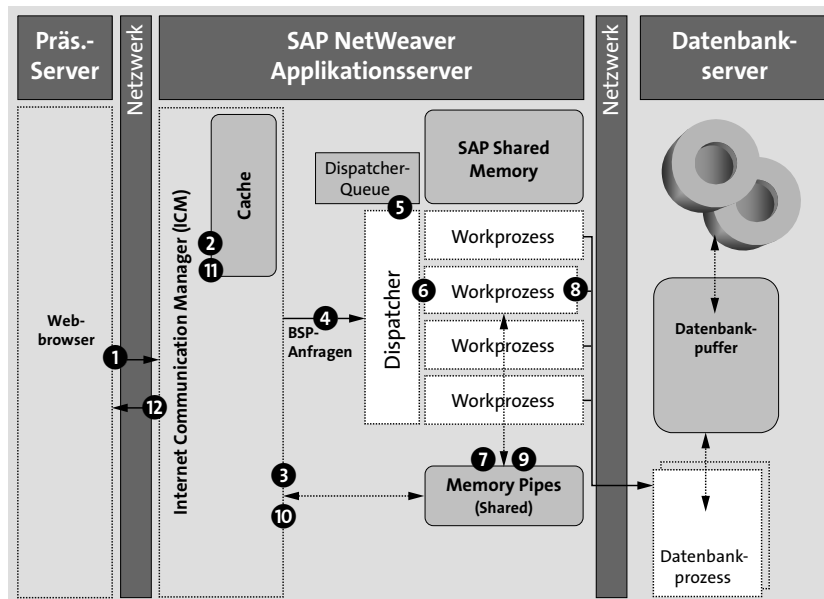 Präs.-
Server
Netzwerk
SAP NetWeaver
Applikationsserver
Netzwerk
Datenbank-
server
Internet Communication Manager (ICM)
Cache
2
11
Dispatcher-
Queue
5
SAP Shared
Memory
Dispatcher
Workprozess
6
Workprozess
8
Workprozess
Workprozess
4
BSP-
Anfragen
Web-
browser
1
12
3
10
7 9
Memory Pipes
(Shared)
Datenbank-
puffer
Datenbank-
prozess